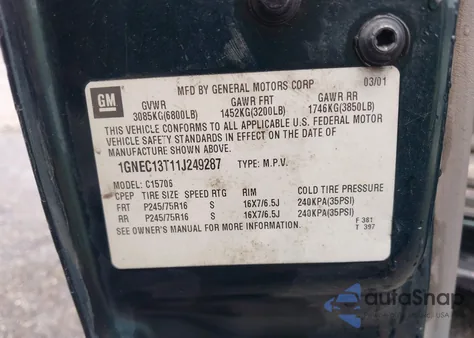 GM
MFD BY GENERAL MOTORS CORP 03/01
GVWR GAWR FRT GAWR RR
3085KG(6800LB) 1452KG(3200LB) 1746KG(3850LB)
THIS VEHICLE CONFORMS TO ALL APPLICABLE U.S. FEDERAL MOTOR
VEHICLE SAFETY STANDARDS IN EFFECT ON THE DATE OF
MANUFACTURE SHOWN ABOVE.
1GNEC13T11J249287 TYPE: M.P.V.
MODEL: C15706
CPEP TIRE SIZE SPEED RTG RIM COLD TIRE PRESSURE
FRT P245/75R16 S 16X7/6.5J 240KPA(35PSI)
RR P245/75R16 S 16X7/6.5J 240KPA(35PSI)
SEE OWNER'S MANUAL FOR MORE INFORMATION.
F 381
T 397
autoSnap